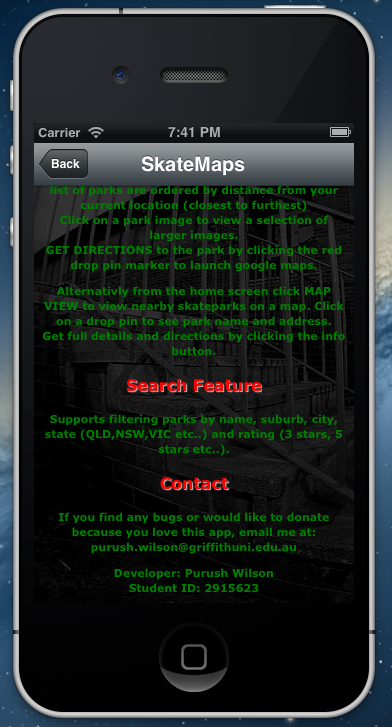 Carrier 7:41 PM
Back SkateMaps
list of parks are ordered by distance from your
current location (closest to furthest)
Click on a park image to view a selection of
larger images.
GET DIRECTIONS to the park by clicking the red
drop pin marker to launch google maps.
Alternativly from the home screen click MAP
VIEW to view nearby skateparks on a map. Click
on a drop pin to see park name and address.
Get full details and directions by clicking the info
button.
Search Feature
Supports filtering parks by name, suburb, city,
state (QLD,NSW,VIC etc..) and rating (3 stars, 5
stars etc..).
Contact
If you find any bugs or would like to donate
because you love this app, email me at:
purush.wilson@griffithuni.edu.au
Developer: Purush Wilson
Student ID: 2915623